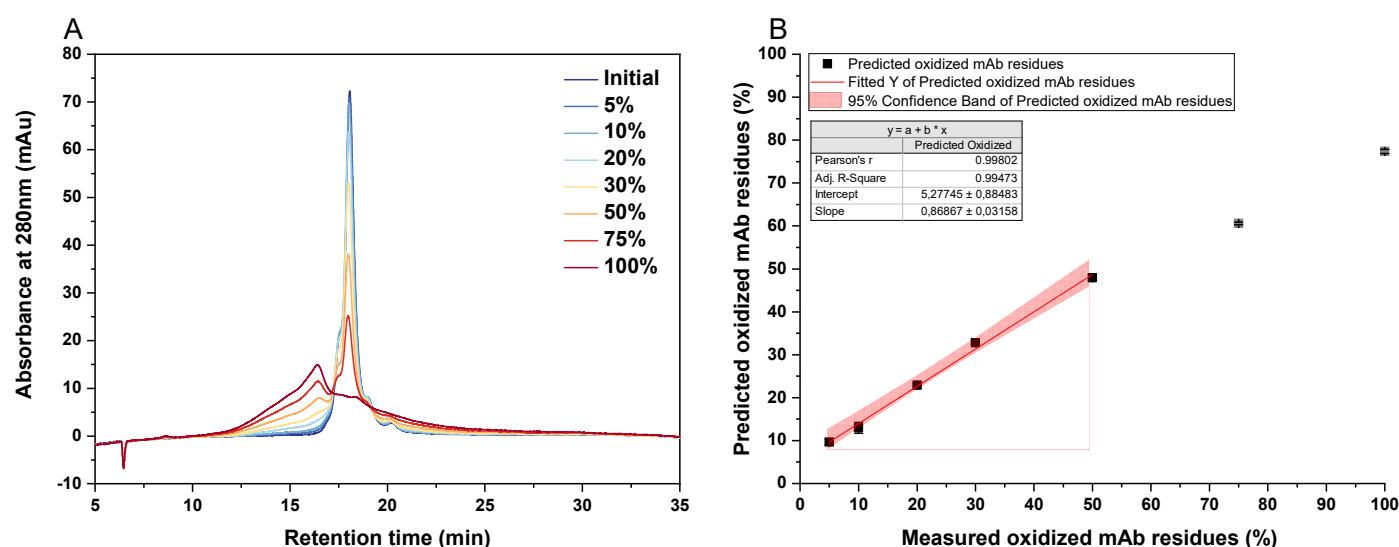 A
Absorbance at 280nm (mAu)
80
70
60
50
40
30
20
10
0
-10
Initial
5%
10%
20%
30%
50%
75%
100%
5 10 15 20 25 30 35
Retention time (min)
B
Predicted oxidized mAb residues (%)
100
90
80
70
60
50
40
30
20
10
0
Predicted oxidized mAb residues
Fitted Y of Predicted oxidized mAb residues
95% Confidence Band of Predicted oxidized mAb residues
y = a + b * x
Predicted Oxidized
Pearson's r 0.99802
Adj. R-Square 0.99473
Intercept 5,27745 ± 0,88483
Slope 0,86867 ± 0,03158
0 10 20 30 40 50 60 70 80 90 100
Measured oxidized mAb residues (%)